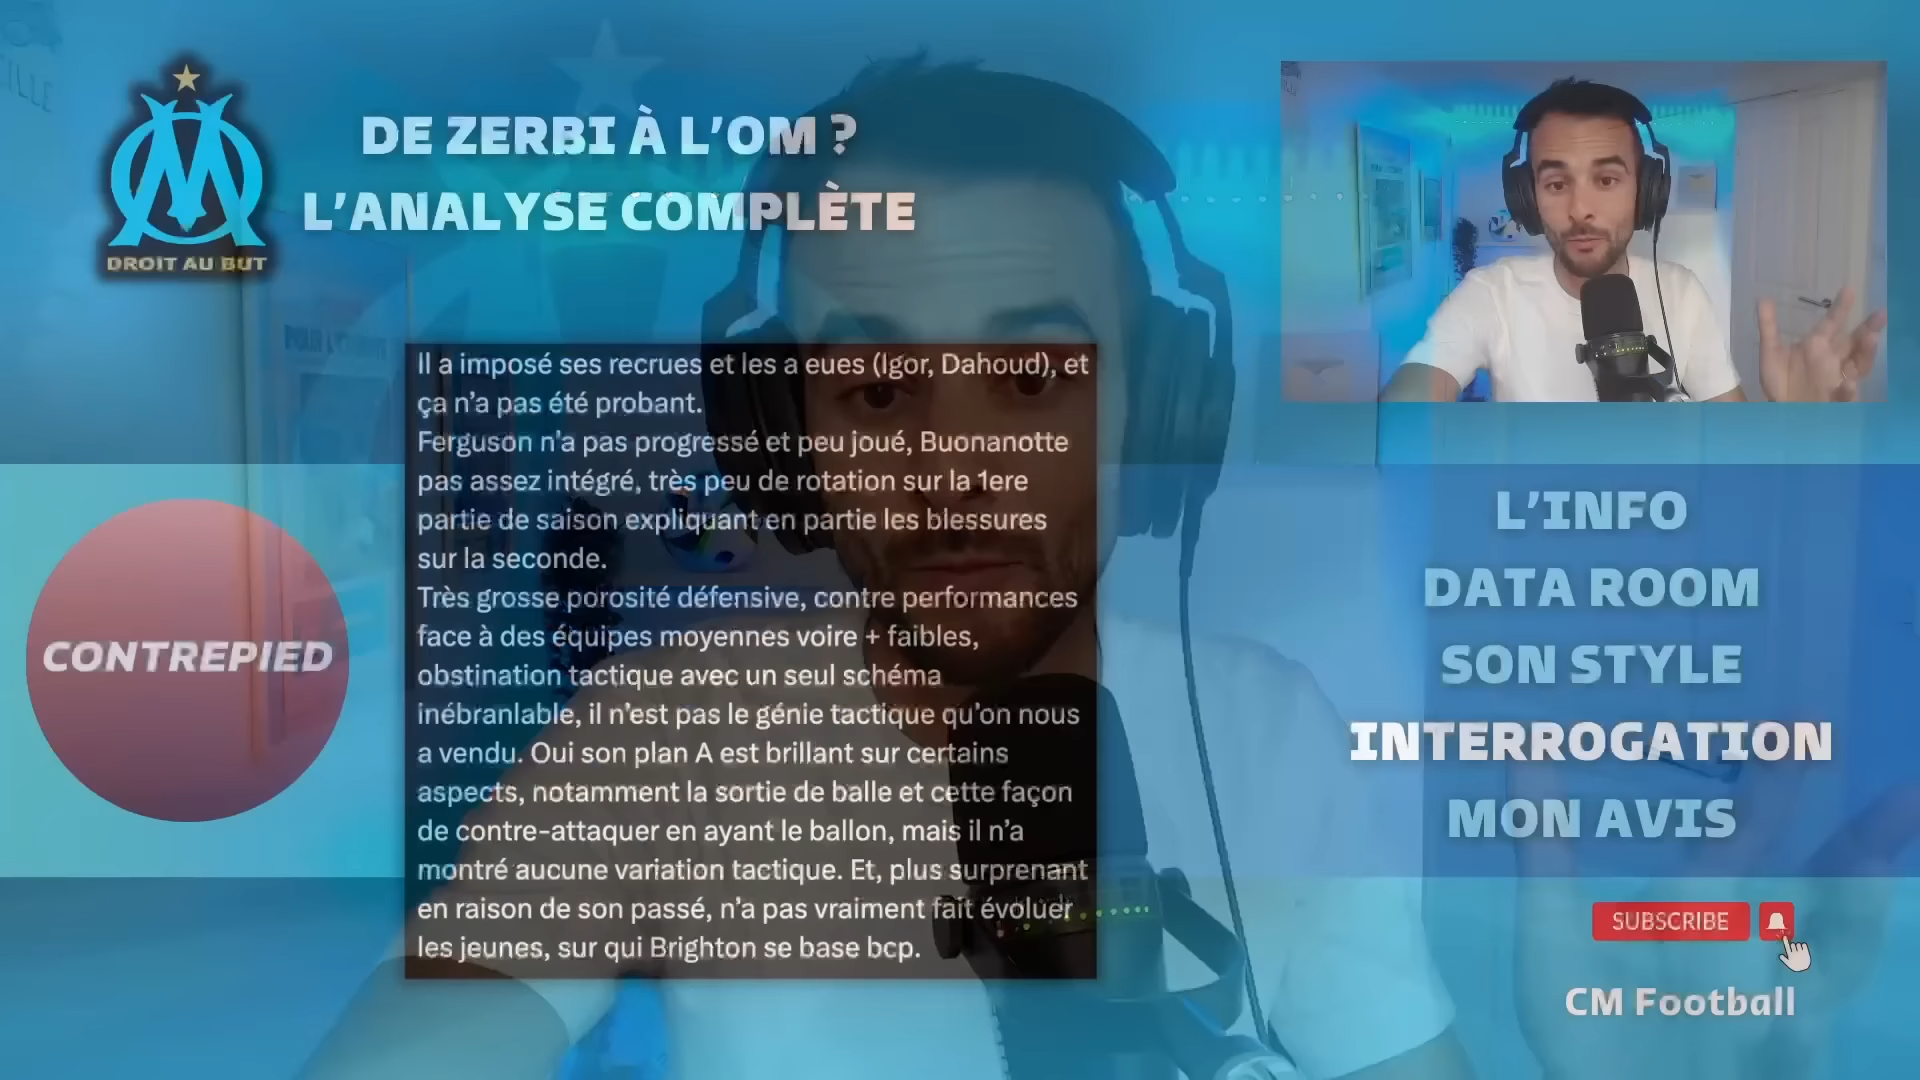 DE ZERBI À L'OM ?
L'ANALYSE COMPLÈTE
DROIT AU BUT
Il a imposé ses recrues et les a eues (Igor, Dahoud), et
ça n'a pas été probant.
Ferguson n'a pas progressé et peu joué, Buonanotte
pas assez intégré, très peu de rotation sur la 1ere
partie de saison expliquant en partie les blessures
sur la seconde.
Très grosse porosité défensive, contre performances
face à des équipes moyennes voire + faibles,
obstination tactique avec un seul schéma
inébranlable, il n'est pas le génie tactique qu'on nous
a vendu. Oui son plan A est brillant sur certains
aspects, notamment la sortie de balle et cette façon
de contre-attaquer en ayant le ballon, mais il n'a
montré aucune variation tactique. Et, plus surprenant
en raison de son passé, n'a pas vraiment fait évoluer
les jeunes, sur qui Brighton se base bcp.
CONTREPIED
L'INFO
DATA ROOM
SON STYLE
INTERROGATION
MON AVIS
SUBSCRIBE
CM Football